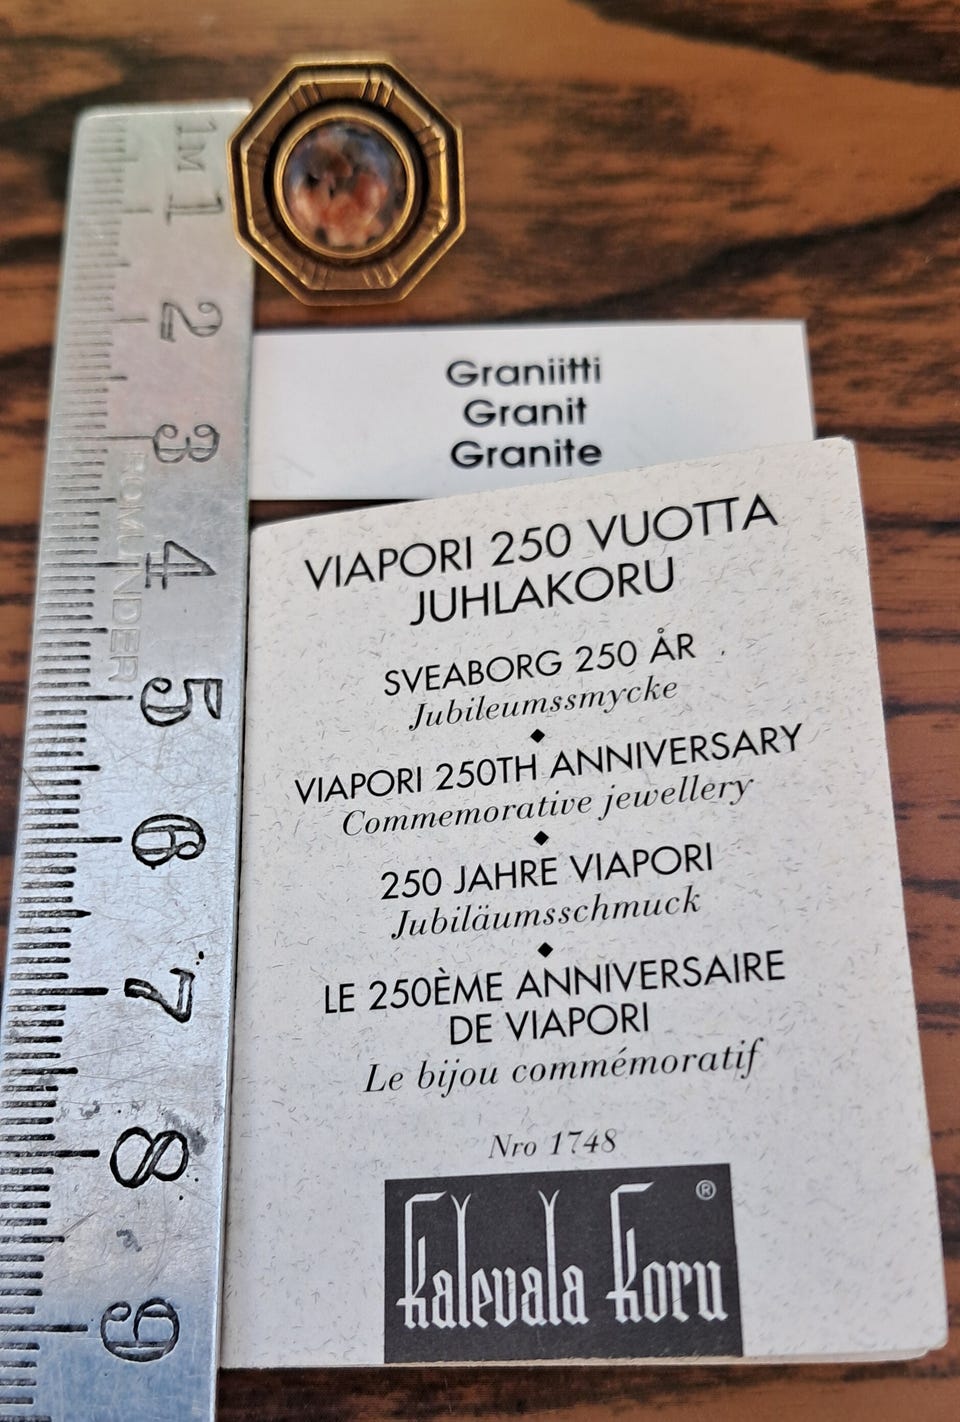 1M
1
2
3
4
5
6
7
8
9
POMUNDER
Graniitti
Granit
Granite
VIAPORI 250 VUOTTA
JUHLAKORU
SVEABORG 250 ÅR
Jubileumssmycke
VIAPORI 250TH ANNIVERSARY
Commemorative jewellery
250 JAHRE VIAPORI
Jubiläumsschmuck
LE 250ÈME ANNIVERSAIRE
DE VIAPORI
Le bijou commémoratif
Nro 1748
Kalevala Koru ®